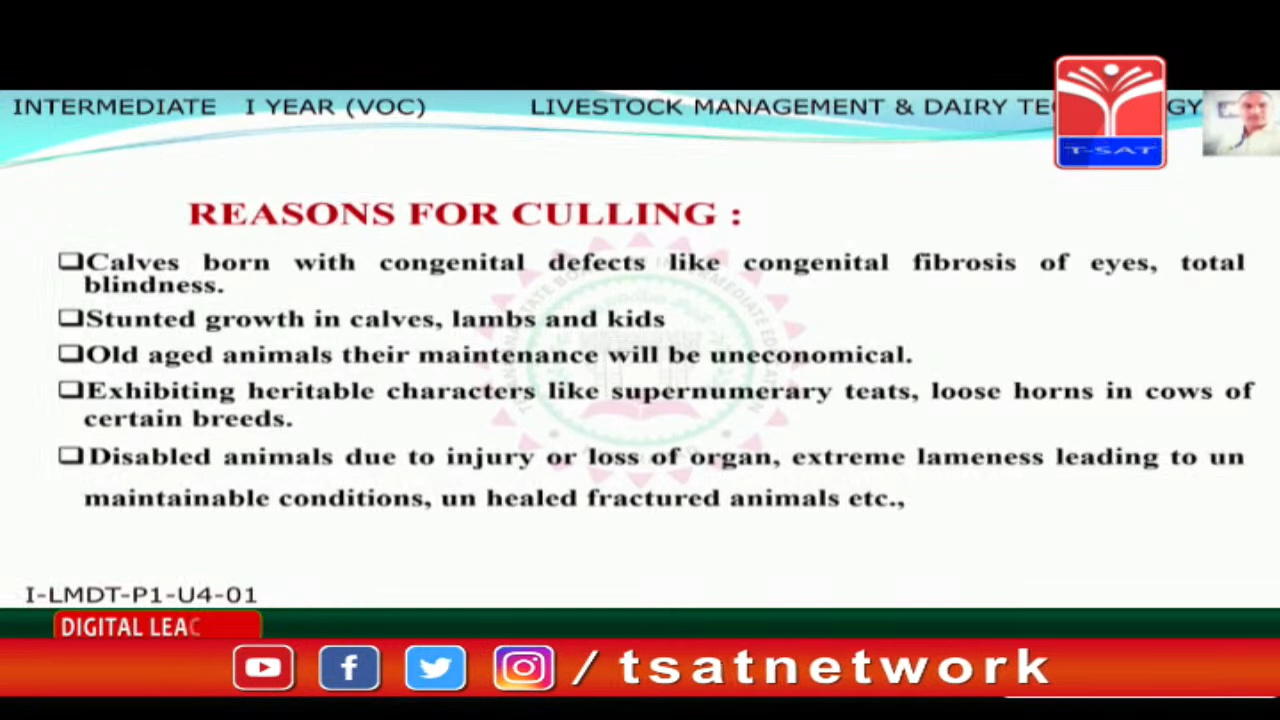 INTERMEDIATE I YEAR (VOC) LIVESTOCK MANAGEMENT & DAIRY
T-SAT
REASONS FOR CULLING :
❑Calves born with congenital defects like congenital fibrosis of eyes, total
blindness.
❑Stunted growth in calves, lambs and kids
❑Old aged animals their maintenance will be uneconomical.
❑Exhibiting heritable characters like supernumerary teats, loose horns in cows of
certain breeds.
❑Disabled animals due to injury or loss of organ, extreme lameness leading to un
maintainable conditions, un healed fractured animals etc.,
I-LMDT-P1-U4-01
DIGITAL LEAC
/ tsatnetwork